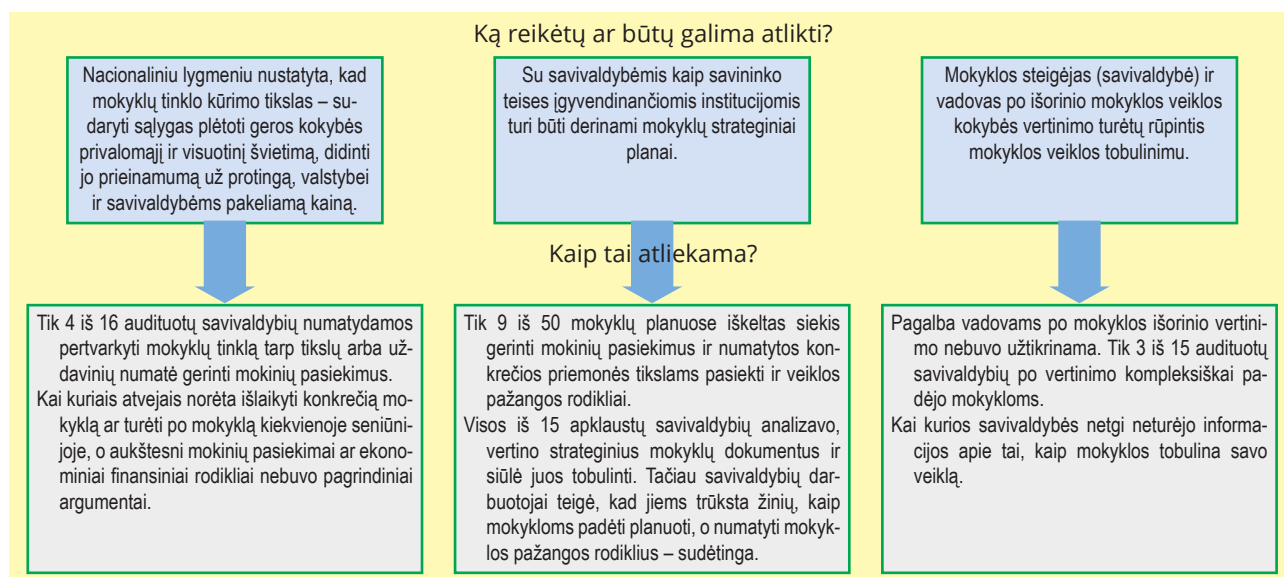 Ką reikėtų ar būtų galima atlikti?
Nacionaliniu lygmeniu nustatyta, kad
mokyklų tinklo kūrimo tikslas – su-
daryti sąlygas plėtoti geros kokybės
privalomąjį ir visuotinį švietimą, didinti
jo prieinamumą už protingą, valstybei
ir savivaldybėms pakeliamą kainą.
Su savivaldybėmis kaip savininko
teises įgyvendinančiomis institucijomis
turi būti derinami mokyklų strateginiai
planai.
Mokyklos steigėjas (savivaldybė) ir
vadovas po išorinio mokyklos veiklos
kokybės vertinimo turėtų rūpintis
mokyklos veiklos tobulinimu.
Kaip tai atliekama?
Tik 4 iš 16 audituotų savivaldybių numatydamos
pertvarkyti mokyklų tinklą tarp tikslų arba už-
davinių numatė gerinti mokinių pasiekimus.
Kai kuriais atvejais norėta išlaikyti konkrečią mo-
kyklą ar turėti po mokyklą kiekvienoje seniūni-
joje, o aukštesni mokinių pasiekimai ar ekono-
miniai finansiniai rodikliai nebuvo pagrindiniai
argumentai.
Tik 9 iš 50 mokyklų planuose iškeltas siekis
gerinti mokinių pasiekimus ir numatytos kon-
krečios priemonės tikslams pasiekti ir veiklos
pažangos rodikliai.
Visos iš 15 apklaustų savivaldybių analizavo,
vertino strateginius mokyklų dokumentus ir
siūlė juos tobulinti. Tačiau savivaldybių dar-
buotojai teigė, kad jiems trūksta žinių, kaip
mokykloms padėti planuoti, o numatyti mokyk-
los pažangos rodiklius – sudėtinga.
Pagalba vadovams po mokyklos išorinio vertini-
mo nebuvo užtikrinama. Tik 3 iš 15 audituotų
savivaldybių po vertinimo kompleksiškai pa-
dėjo mokykloms.
Kai kurios savivaldybės netgi neturėjo informa-
cijos apie tai, kaip mokyklos tobulina savo
veiklą.